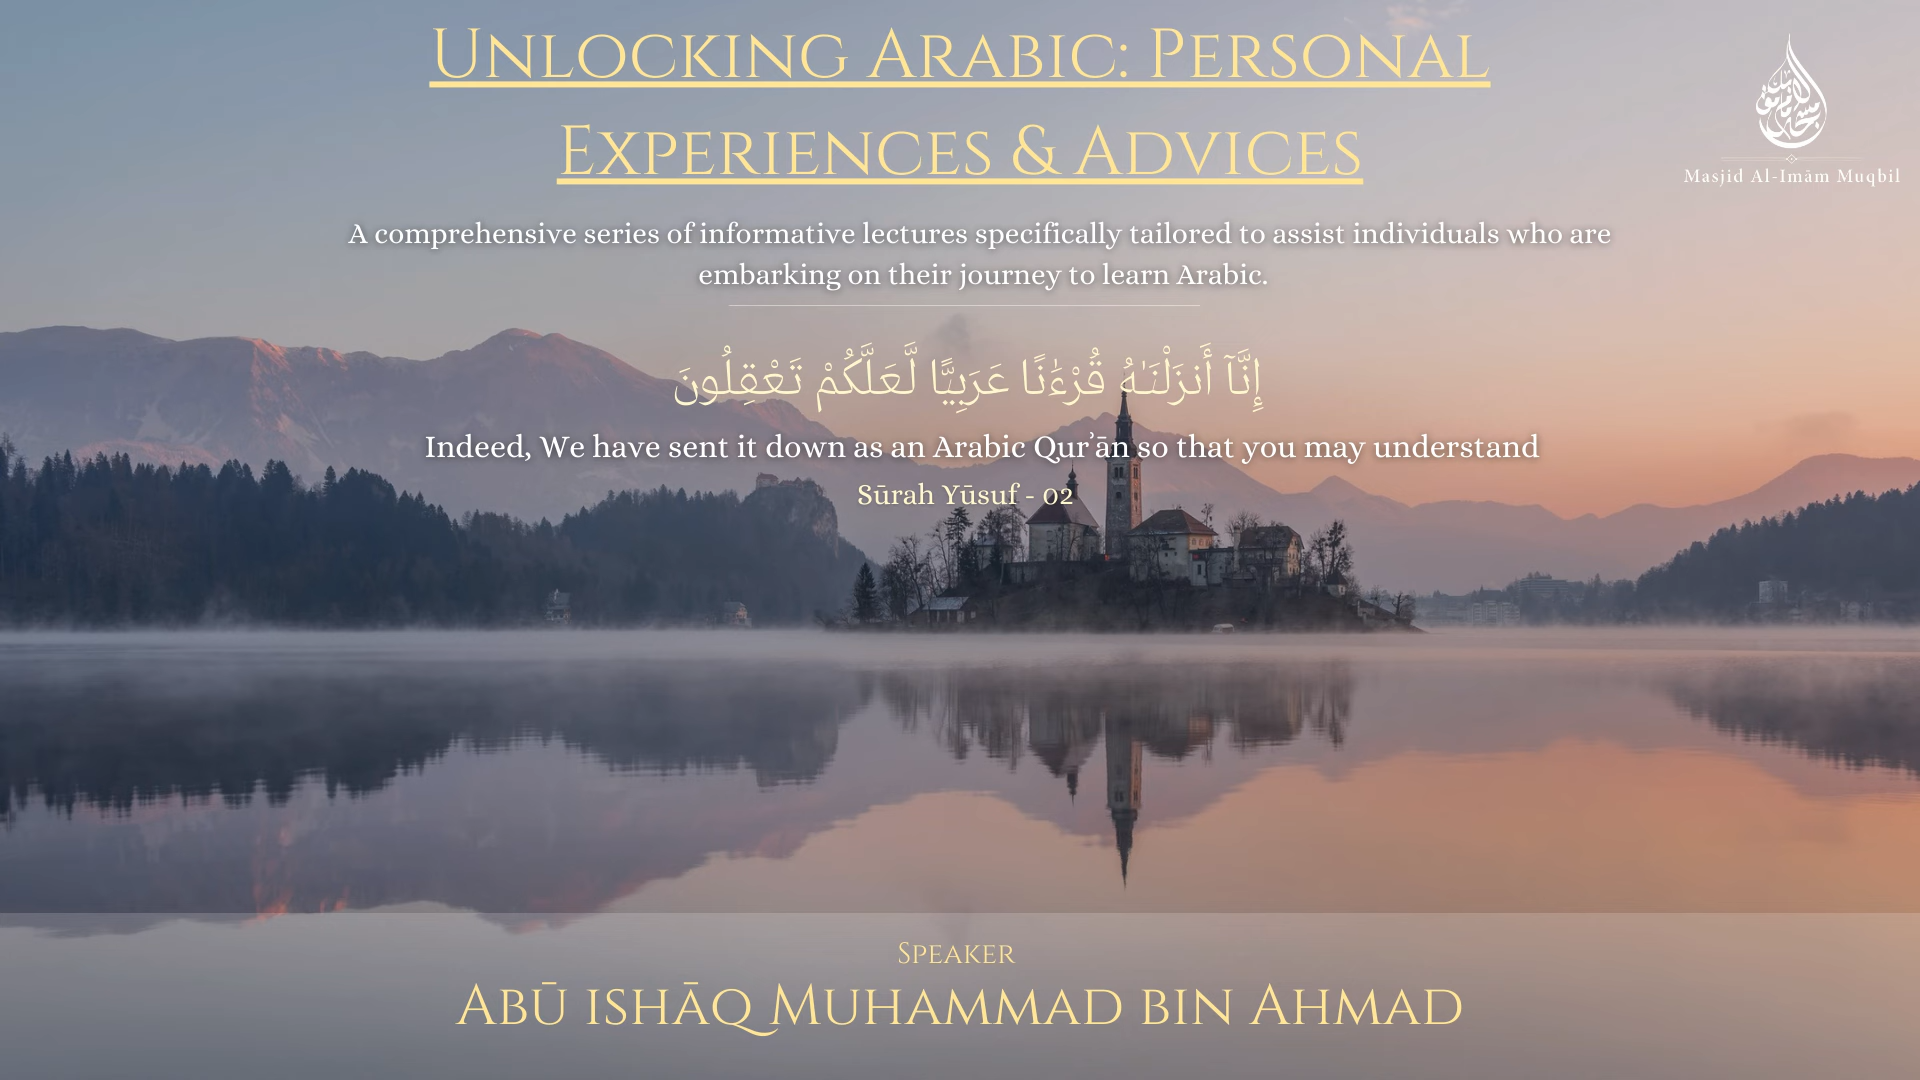 Unlocking Arabic: Personal
Experiences & Advices
Masjid Al-Imām Muqbil
A comprehensive series of informative lectures specifically tailored to assist individuals who are
embarking on their journey to learn Arabic.
إِنَّآ أَنزَلْنَـٰهُ قُرْءَٰنًا عَرَبِيًّا لَّعَلَّكُمْ تَعْقِلُونَ
Indeed, We have sent it down as an Arabic Qur’ān so that you may understand
Sūrah Yūsuf - 02
Speaker
Abū Ishāq Muhammad bin Ahmad